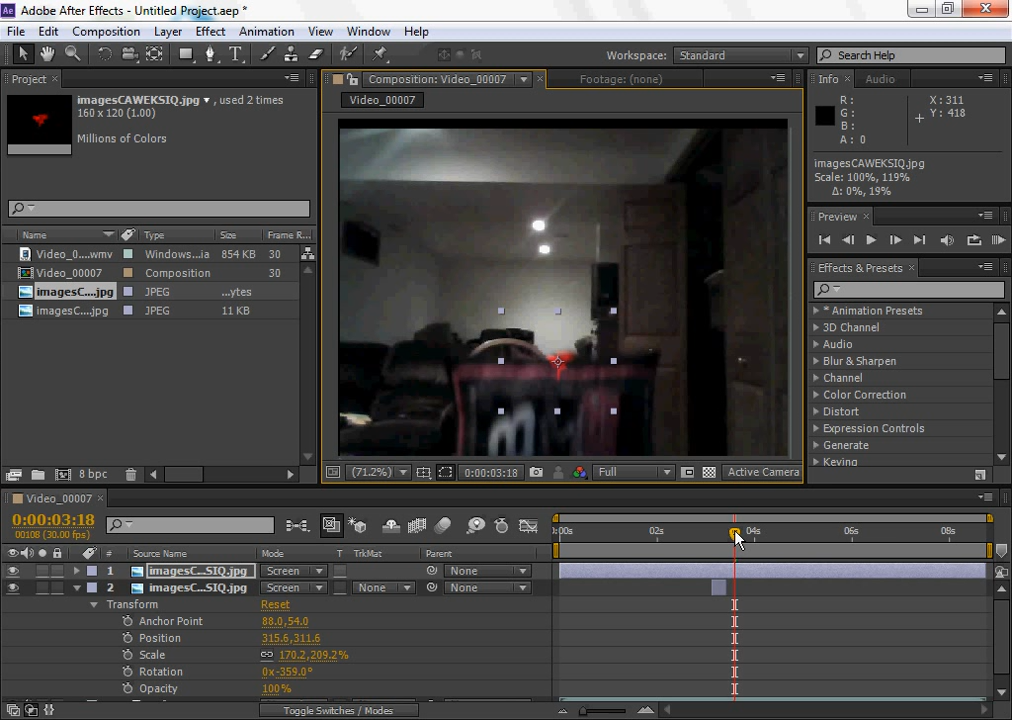 Ae Adobe After Effects - Untitled Project.aep *
File Edit Composition Layer Effect Animation View Window Help
T Workspace: Standard Search Help
Project
imagesCAWEKSIQ.jpg , used 2 times
160 x 120 (1.00)
Millions of Colors
Name Type Size Frame R...
Video_0....wmv Windows...ia 854 KB 30
Video_00007 Composition 30
imagesC....jpg JPEG ...ytes
imagesC....jpg JPEG 11 KB
8 bpc
Composition: Video_00007 Footage: (none)
Video_00007
(71.2%) 0:00:03:18 Full Active Camera
Info Audio
R : X : 311
G : Y : 418
B :
A : 0
imagesCAWEKSIQ.jpg
Scale: 100%, 119%
Δ: 0%, 19%
Preview
Effects & Presets
* Animation Presets
3D Channel
Audio
Blur & Sharpen
Channel
Color Correction
Distort
Expression Controls
Generate
Keying
Video_00007
0:00:03:18
00108 (30.00 fps)
:00s 02s 04s 06s 08s
# Source Name Mode T TrkMat Parent
1 imagesC...SIQ.jpg Screen None
2 imagesC...SIQ.jpg Screen None None
Transform Reset
Anchor Point 88.0,54.0
Position 315.6,311.6
Scale 170.2,209.2%
Rotation 0x-359.0°
Opacity 100%
Toggle Switches / Modes